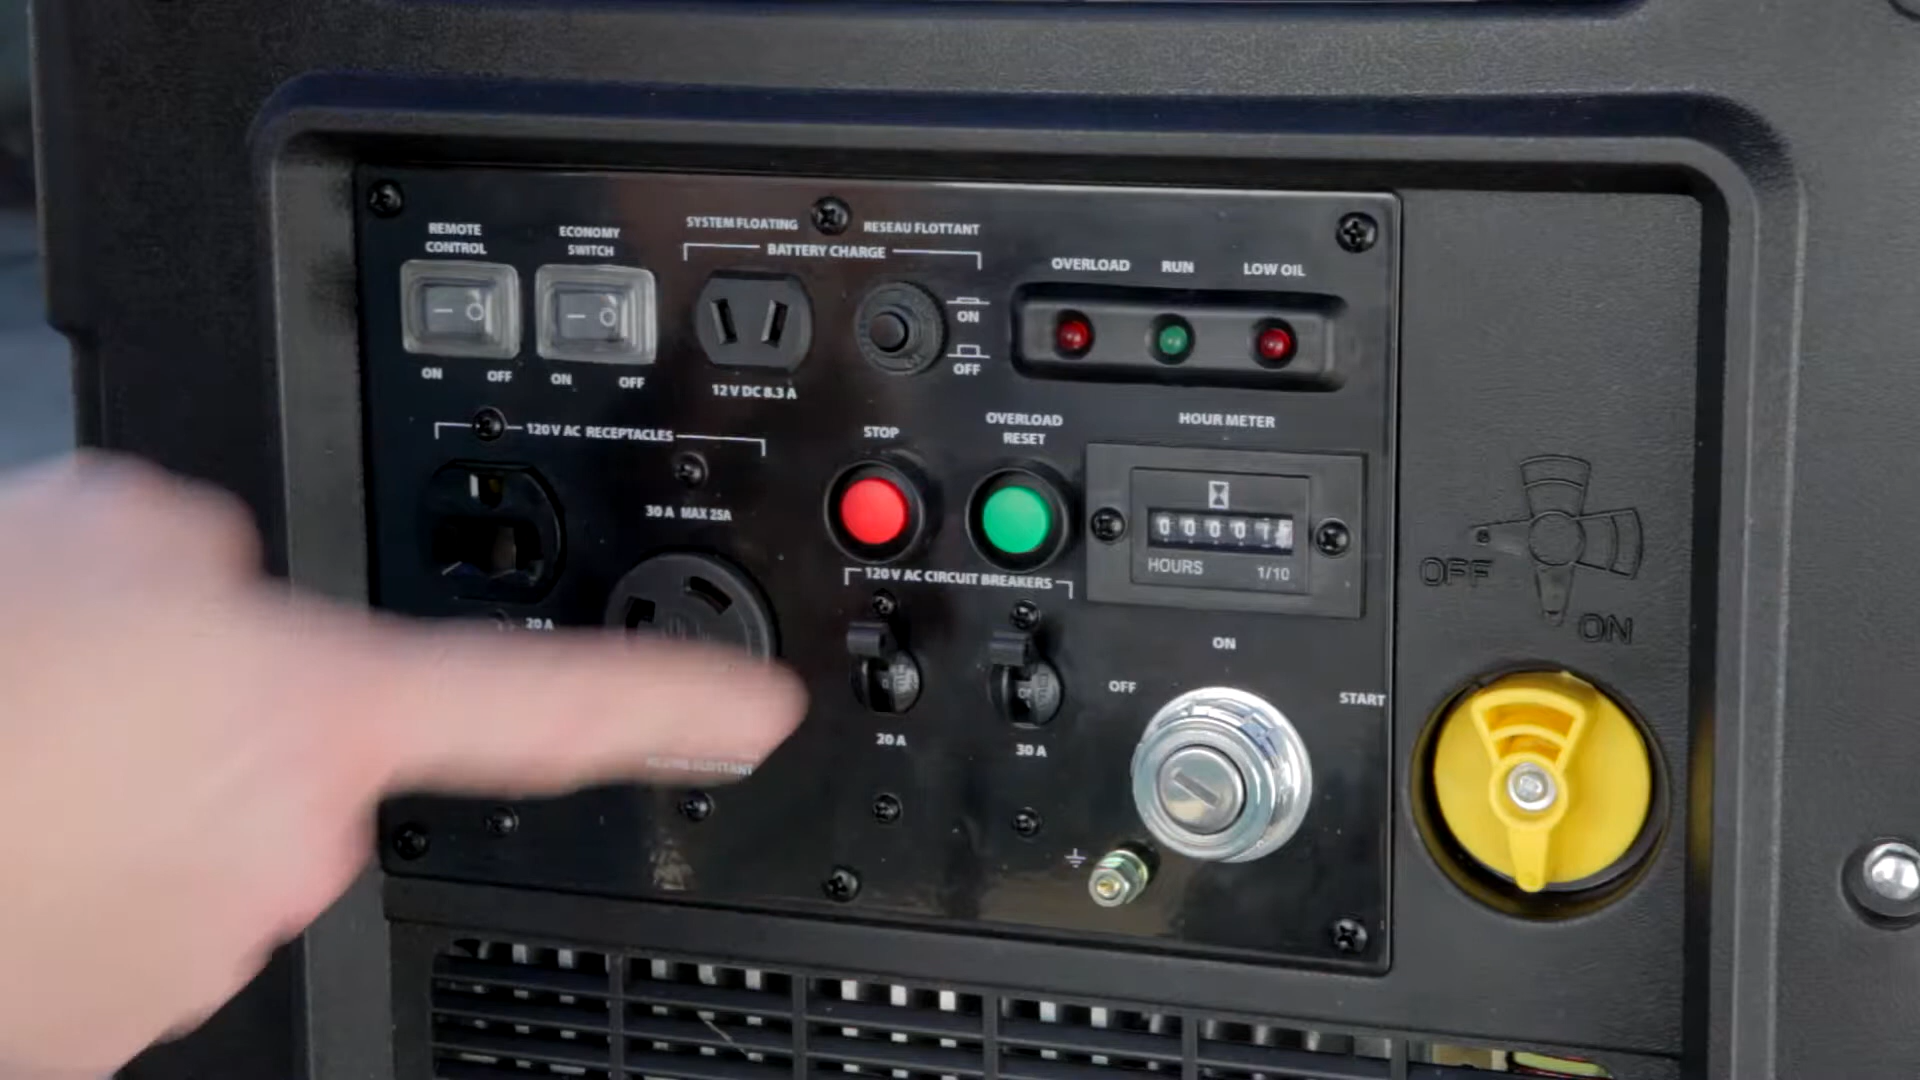 REMOTE
CONTROL
ECONOMY
SWITCH
SYSTEM FLOATING
RESEAU FLOTTANT
BATTERY CHARGE
OVERLOAD
RUN
LOW OIL
ON
OFF
ON
OFF
ON
OFF
12 V DC 8.3 A
120 V AC RECEPTACLES
STOP
OVERLOAD
RESET
HOUR METER
30 A MAX 25A
00001
HOURS
1/10
120 V AC CIRCUIT BREAKERS
20 A
20 A
30 A
OFF
ON
START
FLOTTANT
OFF
ON